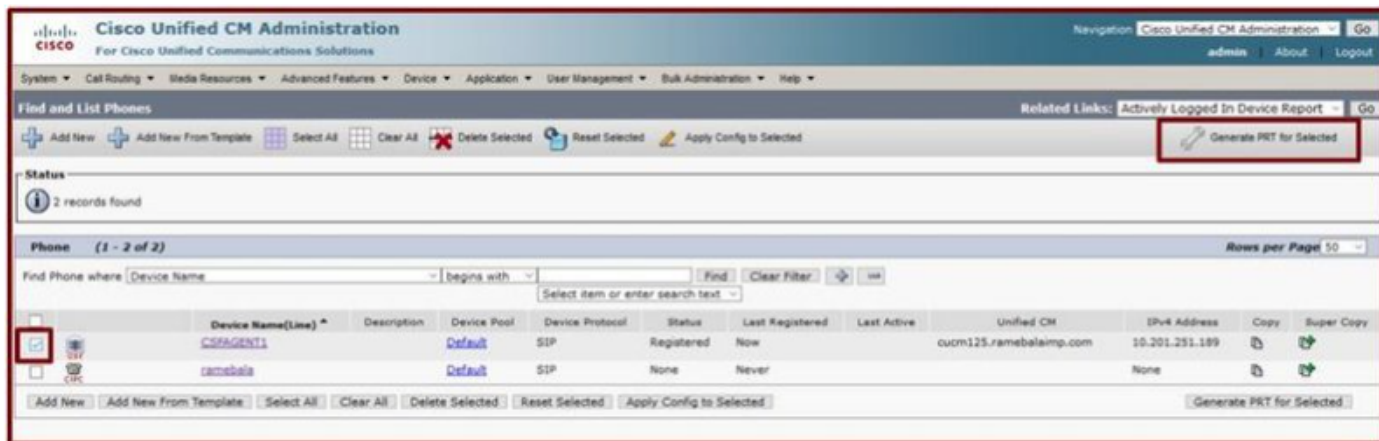 cisco Cisco Unified CM Administration
For Cisco Unified Communications Solutions
Navigation Cisco Unified CM Administration Go
admin | About | Logout
System Call Routing Media Resources Advanced Features Device Application User Management Bulk Administration Help
Find and List Phones
Related Links: Actively Logged In Device Report Go
Add New Add New From Template Select All Clear All Delete Selected Reset Selected Apply Config to Selected Generate PRT for Selected
Status
2 records found
Phone (1 - 2 of 2)
Rows per Page 50
Find Phone where Device Name begins with Find Clear Filter
Select item or enter search text
Device Name(Line) Description Device Pool Device Protocol Status Last Registered Last Active Unified CM IPv4 Address Copy Super Copy
CSF CSFAGENT1 Default SIP Registered Now cucm125.ramebalaimp.com 10.201.251.189
CIPC ramebala Default SIP None Never None
Add New Add New From Template Select All Clear All Delete Selected Reset Selected Apply Config to Selected Generate PRT for Selected